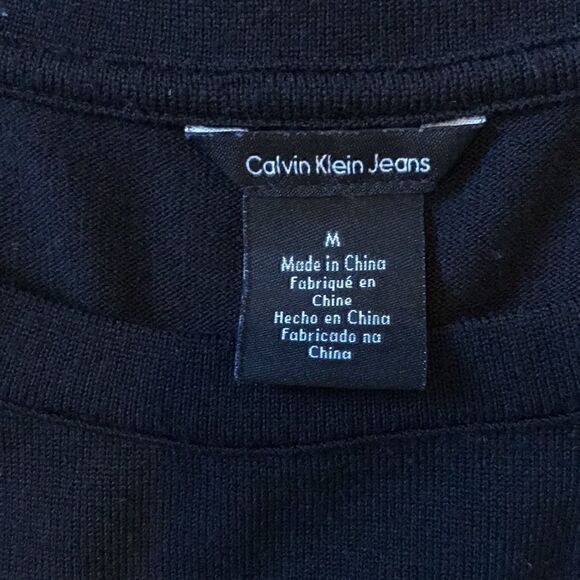 Calvin Klein Jeans
M
Made in China
Fabriqué en
Chine
Hecho en China
Fabricado na
China